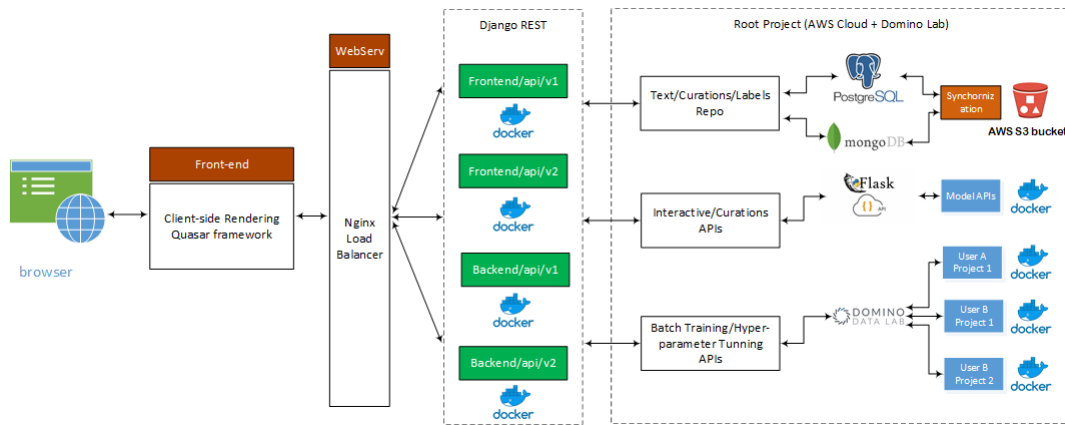 Django REST
Root Project (AWS Cloud + Domino Lab)
WebServ
Frontend/api/v1
docker
Frontend/api/v2
docker
Backend/api/v1
docker
Backend/api/v2
docker
Nginx
Load
Balancer
Front-end
Client-side Rendering
Quasar framework
browser
Text/Curations/Labels
Repo
PostgreSQL
mongoDB
Synchorniz
ation
AWS S3 bucket
Interactive/Curations
APIs
Flask
{ } API
Model APIs
docker
Batch Training/Hyper-
parameter Tunning
APIs
DOMINO
DATA LAB
User A
Project 1
docker
User B
Project 1
docker
User B
Project 2
docker